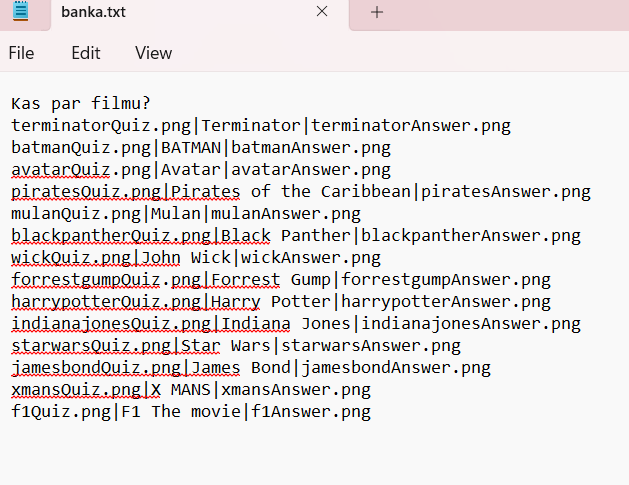 banka.txt
File Edit View
Kas par filmu?
terminatorQuiz.png|Terminator|terminatorAnswer.png
batmanQuiz.png|BATMAN|batmanAnswer.png
avatarQuiz.png|Avatar|avatarAnswer.png
piratesQuiz.png|Pirates of the Caribbean|piratesAnswer.png
mulanQuiz.png|Mulan|mulanAnswer.png
blackpantherQuiz.png|Black Panther|blackpantherAnswer.png
wickQuiz.png|John Wick|wickAnswer.png
forrestgumpQuiz.png|Forrest Gump|forrestgumpAnswer.png
harrypotterQuiz.png|Harry Potter|harrypotterAnswer.png
indianajonesQuiz.png|Indiana Jones|indianajonesAnswer.png
starwarsQuiz.png|Star Wars|starwarsAnswer.png
jamesbondQuiz.png|James Bond|jamesbondAnswer.png
xmansQuiz.png|X MANS|xmansAnswer.png
f1Quiz.png|F1 The movie|f1Answer.png